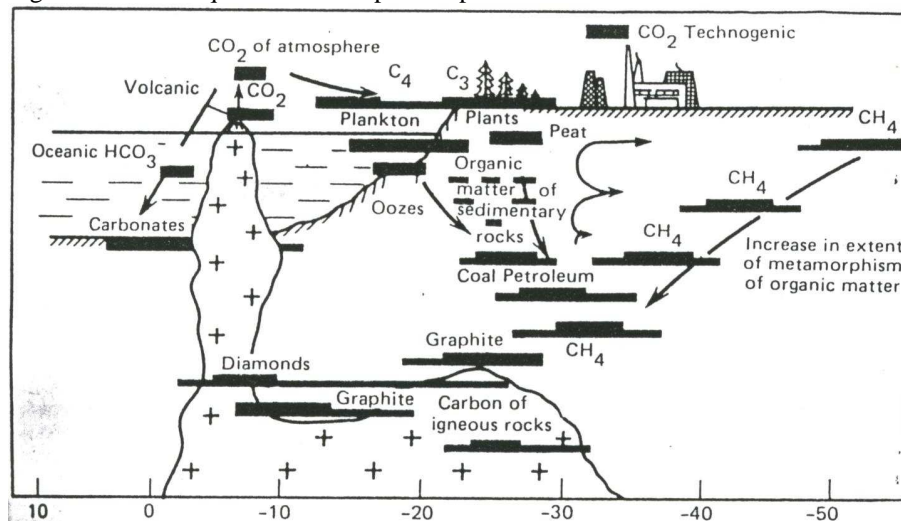 CO2 of atmosphere
CO2 Technogenic
C4
C3
CO2
Volcanic
Plankton
Plants
CH4
Peat
Oceanic HCO3
Organic
matter of
sedimentary
rocks
CH4
Oozes
Carbonates
CH4
Increase in extent
of metamorphism
of organic matter
Coal Petroleum
Graphite
CH4
Diamonds
Graphite
Carbon of
igneous rocks
10 0 -10 -20 -30 -40 -50